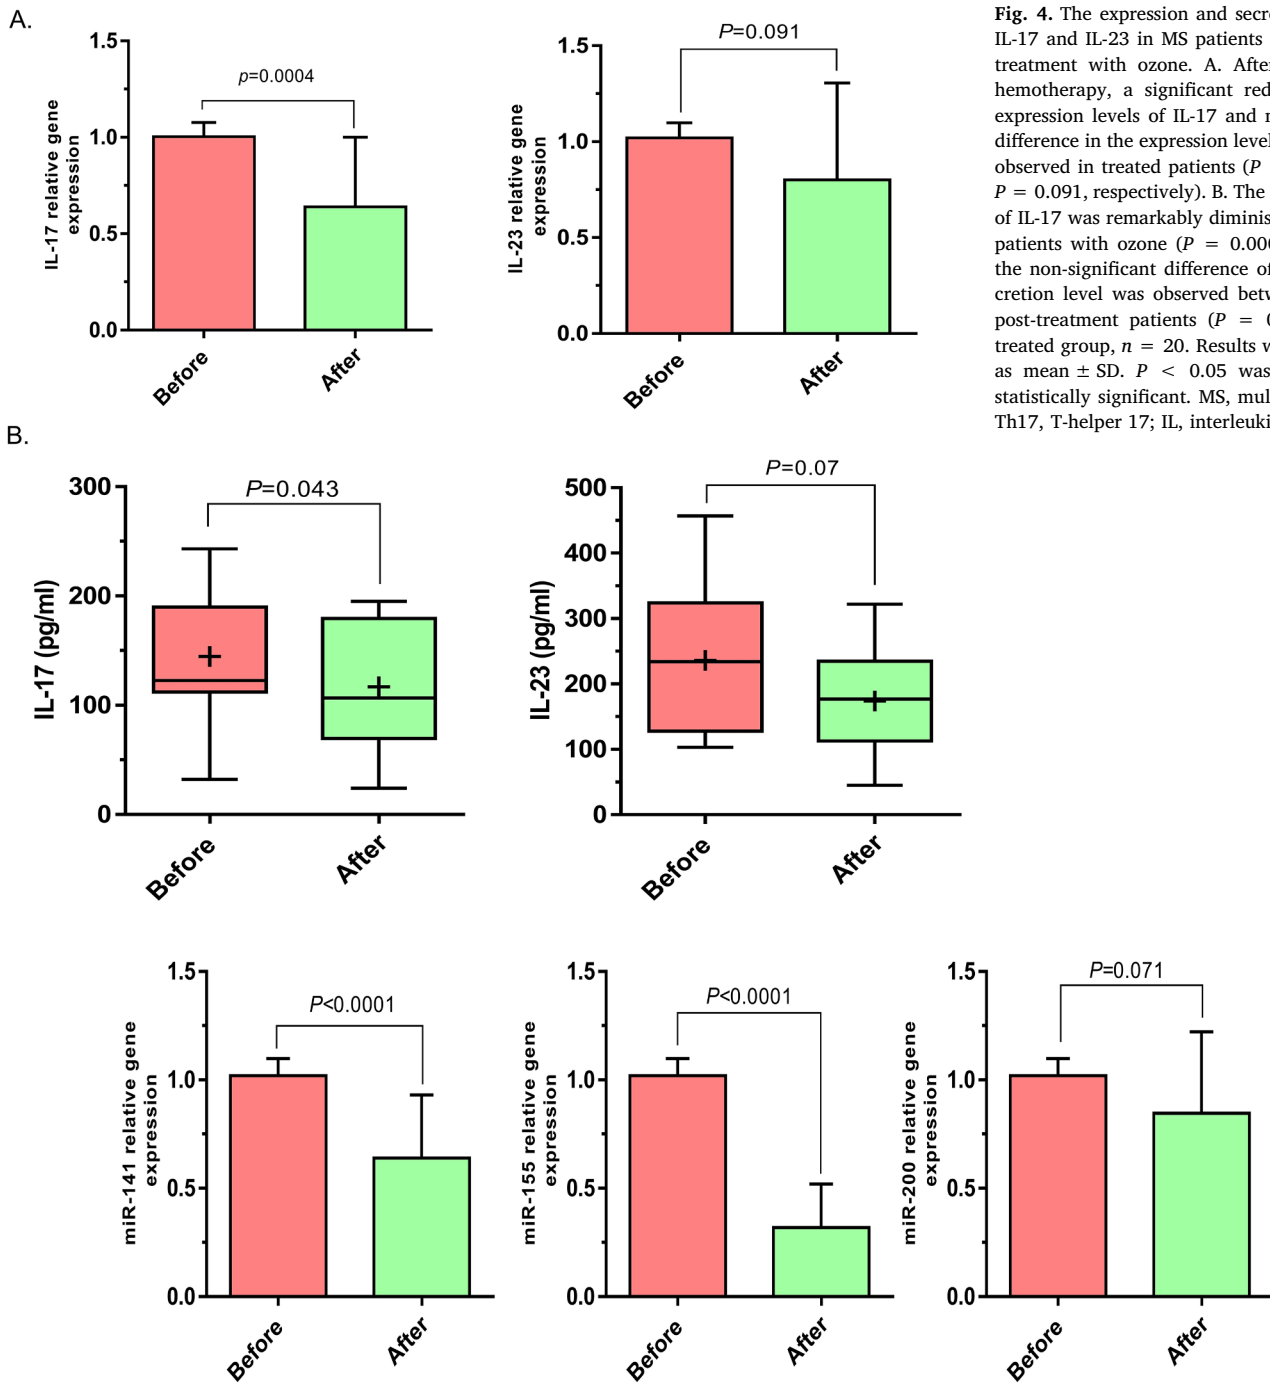 A.
1.5
1.0
0.5
0.0
IL-17 relative gene
expression
p=0.0004
Before
After
1.5
1.0
0.5
0.0
IL-23 relative gene
expression
P=0.091
Before
After
Fig. 4. The expression and secre
IL-17 and IL-23 in MS patients
treatment with ozone. A. After
hemotherapy, a significant red
expression levels of IL-17 and n
difference in the expression level
observed in treated patients (P
P = 0.091, respectively). B. The
of IL-17 was remarkably diminis
patients with ozone (P = 0.00
the non-significant difference of
cretion level was observed betw
post-treatment patients (P = 0
treated group, n = 20. Results w
as mean ± SD. P < 0.05 was
statistically significant. MS, mul
Th17, T-helper 17; IL, interleuki
B.
300
200
100
0
IL-17 (pg/ml)
P=0.043
Before
After
500
400
300
200
100
0
IL-23 (pg/ml)
P=0.07
Before
After
1.5
1.0
0.5
0.0
miR-141 relative gene
expression
P<0.0001
Before
After
1.5
1.0
0.5
0.0
miR-155 relative gene
expression
P<0.0001
Before
After
1.5
1.0
0.5
0.0
miR-200 relative gene
expression
P=0.071
Before
After